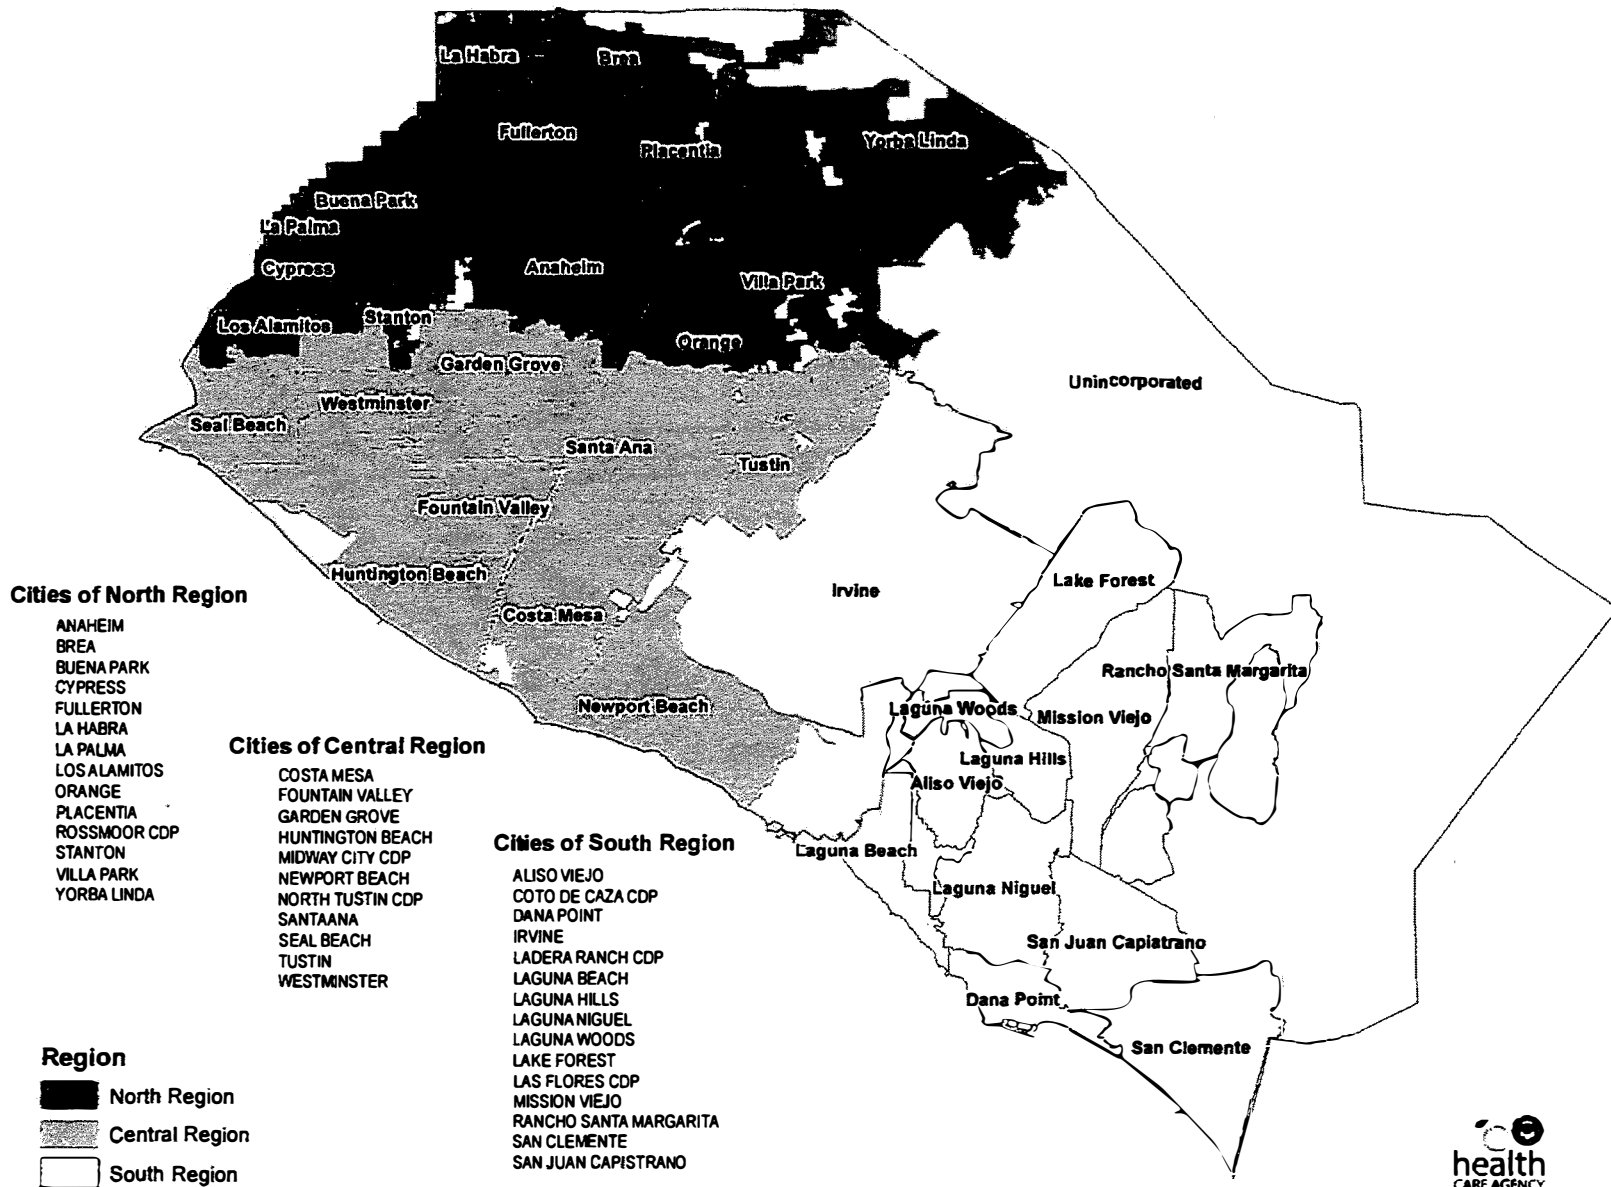 La Habra
Brea
Fullerton
Placentia
Yorba Linda
Buena Park
La Palma
Cypress
Anaheim
Villa Park
Los Alamitos
Stanton
Orange
Garden Grove
Unincorporated
Westminster
Seal Beach
Santa Ana
Tustin
Fountain Valley
Huntington Beach
Irvine
Lake Forest
Costa Mesa
Rancho Santa Margarita
Newport Beach
Laguna Woods
Mission Viejo
Laguna Hills
Aliso Viejo
Laguna Beach
Laguna Niguel
San Juan Capistrano
Dana Point
San Clemente
Cities of North Region
ANAHEIM
BREA
BUENA PARK
CYPRESS
FULLERTON
LA HABRA
LA PALMA
LOS ALAMITOS
ORANGE
PLACENTIA
ROSSMOOR CDP
STANTON
VILLA PARK
YORBA LINDA
Cities of Central Region
COSTA MESA
FOUNTAIN VALLEY
GARDEN GROVE
HUNTINGTON BEACH
MIDWAY CITY CDP
NEWPORT BEACH
NORTH TUSTIN CDP
SANTA ANA
SEAL BEACH
TUSTIN
WESTMINSTER
Cities of South Region
ALISO VIEJO
COTO DE CAZA CDP
DANA POINT
IRVINE
LADERA RANCH CDP
LAGUNA BEACH
LAGUNA HILLS
LAGUNA NIGUEL
LAGUNA WOODS
LAKE FOREST
LAS FLORES CDP
MISSION VIEJO
RANCHO SANTA MARGARITA
SAN CLEMENTE
SAN JUAN CAPISTRANO
Region
North Region
Central Region
South Region
health
CARE AGENCY